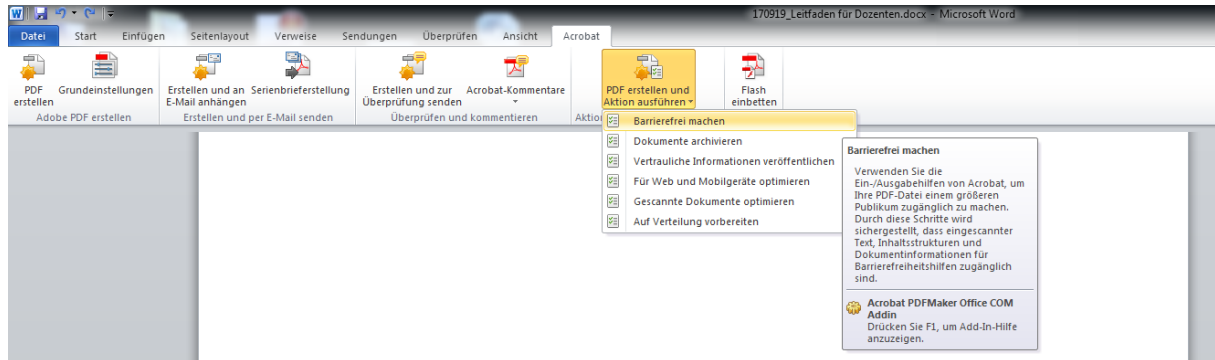 170919_Leitfaden für Dozenten.docx - Microsoft Word
Datei Start Einfügen Seitenlayout Verweise Sendungen Überprüfen Ansicht Acrobat
PDF erstellen
Grundeinstellungen
Erstellen und an E-Mail anhängen
Serienbrieferstellung
Erstellen und zur Überprüfung senden
Acrobat-Kommentare
PDF erstellen und Aktion ausführen
Flash einbetten
Adobe PDF erstellen
Erstellen und per E-Mail senden
Überprüfen und kommentieren
Aktio
Barrierefrei machen
Dokumente archivieren
Vertrauliche Informationen veröffentlichen
Für Web und Mobilgeräte optimieren
Gescannte Dokumente optimieren
Auf Verteilung vorbereiten
Barrierefrei machen
Verwenden Sie die
Ein-/Ausgabehilfen von Acrobat, um
Ihre PDF-Datei einem größeren
Publikum zugänglich zu machen.
Durch diese Schritte wird
sichergestellt, dass eingescannter
Text, Inhaltsstrukturen und
Dokumentinformationen für
Barrierefreiheitshilfen zugänglich
sind.
Acrobat PDFMaker Office COM
Addin
Drücken Sie F1, um Add-In-Hilfe
anzuzeigen.